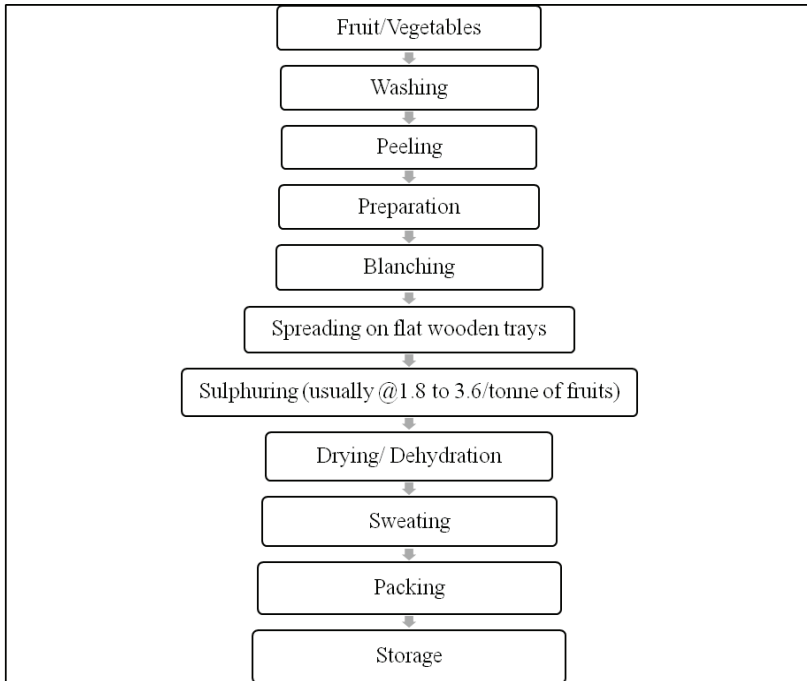 Fruit/Vegetables
Washing
Peeling
Preparation
Blanching
Spreading on flat wooden trays
Sulphuring (usually @1.8 to 3.6/tonne of fruits)
Drying/ Dehydration
Sweating
Packing
Storage